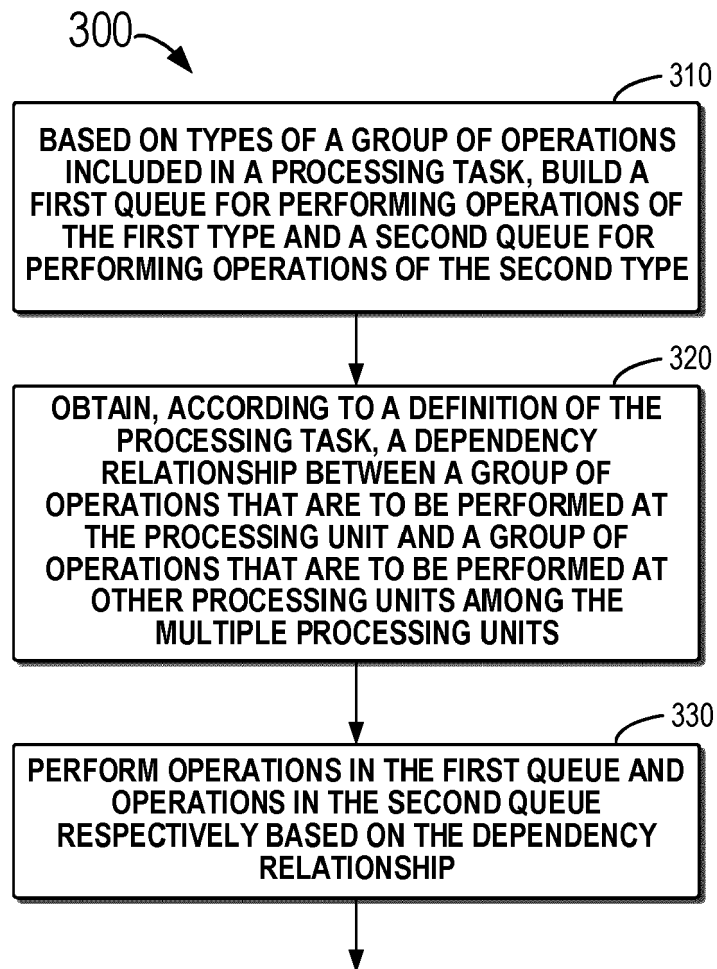 300
310
BASED ON TYPES OF A GROUP OF OPERATIONS
INCLUDED IN A PROCESSING TASK, BUILD A
FIRST QUEUE FOR PERFORMING OPERATIONS OF
THE FIRST TYPE AND A SECOND QUEUE FOR
PERFORMING OPERATIONS OF THE SECOND TYPE
320
OBTAIN, ACCORDING TO A DEFINITION OF THE
PROCESSING TASK, A DEPENDENCY
RELATIONSHIP BETWEEN A GROUP OF
OPERATIONS THAT ARE TO BE PERFORMED AT
THE PROCESSING UNIT AND A GROUP OF
OPERATIONS THAT ARE TO BE PERFORMED AT
OTHER PROCESSING UNITS AMONG THE
MULTIPLE PROCESSING UNITS
330
PERFORM OPERATIONS IN THE FIRST QUEUE AND
OPERATIONS IN THE SECOND QUEUE
RESPECTIVELY BASED ON THE DEPENDENCY
RELATIONSHIP